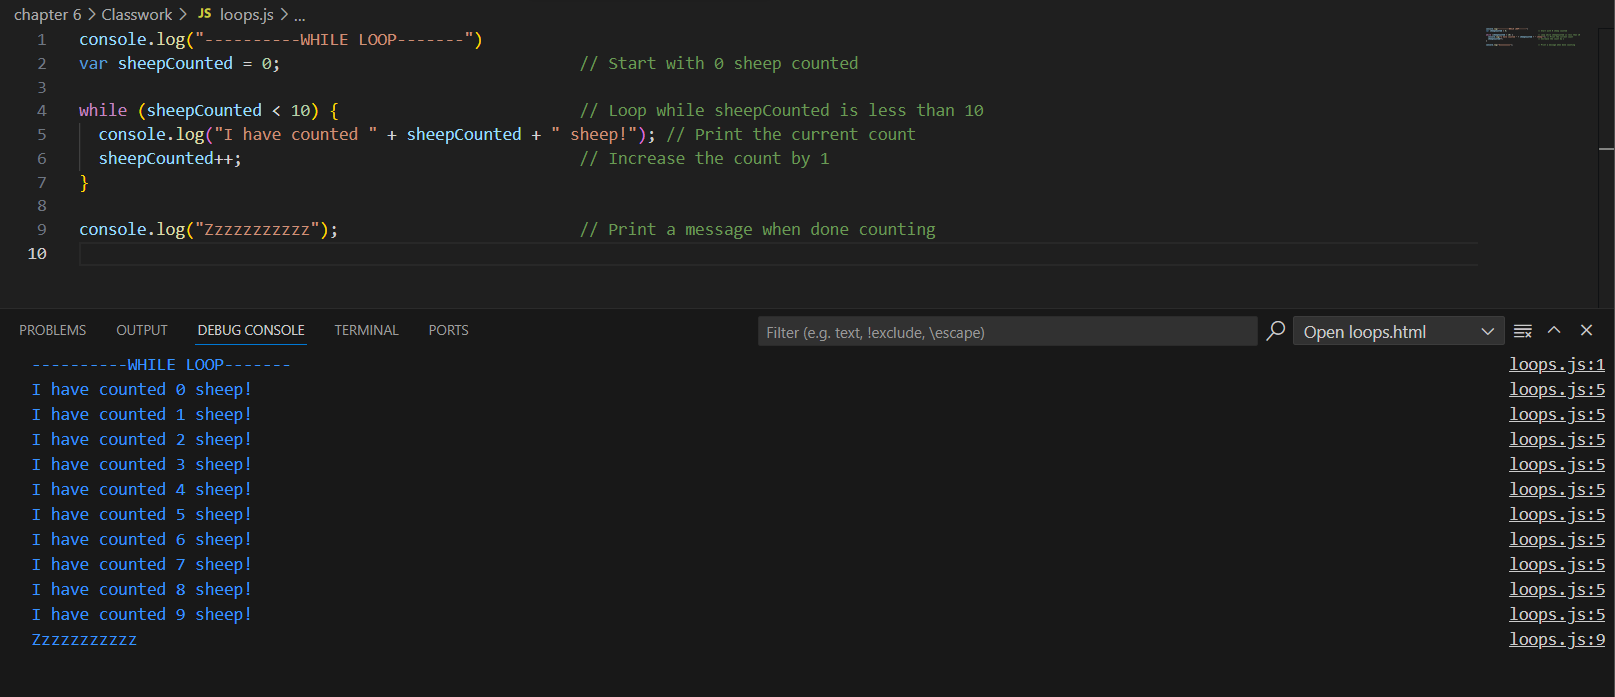 chapter 6 > Classwork > JS loops.js > ...
1 console.log("----------WHILE LOOP-------")
2 var sheepCounted = 0; // Start with 0 sheep counted
3
4 while (sheepCounted < 10) { // Loop while sheepCounted is less than 10
5 console.log("I have counted " + sheepCounted + " sheep!"); // Print the current count
6 sheepCounted++; // Increase the count by 1
7 }
8
9 console.log("Zzzzzzzzzzz"); // Print a message when done counting
10
PROBLEMS OUTPUT DEBUG CONSOLE TERMINAL PORTS Filter (e.g. text, !exclude, \escape) Open loops.html
----------WHILE LOOP------- loops.js:1
I have counted 0 sheep! loops.js:5
I have counted 1 sheep! loops.js:5
I have counted 2 sheep! loops.js:5
I have counted 3 sheep! loops.js:5
I have counted 4 sheep! loops.js:5
I have counted 5 sheep! loops.js:5
I have counted 6 sheep! loops.js:5
I have counted 7 sheep! loops.js:5
I have counted 8 sheep! loops.js:5
I have counted 9 sheep! loops.js:5
Zzzzzzzzzzz loops.js:9